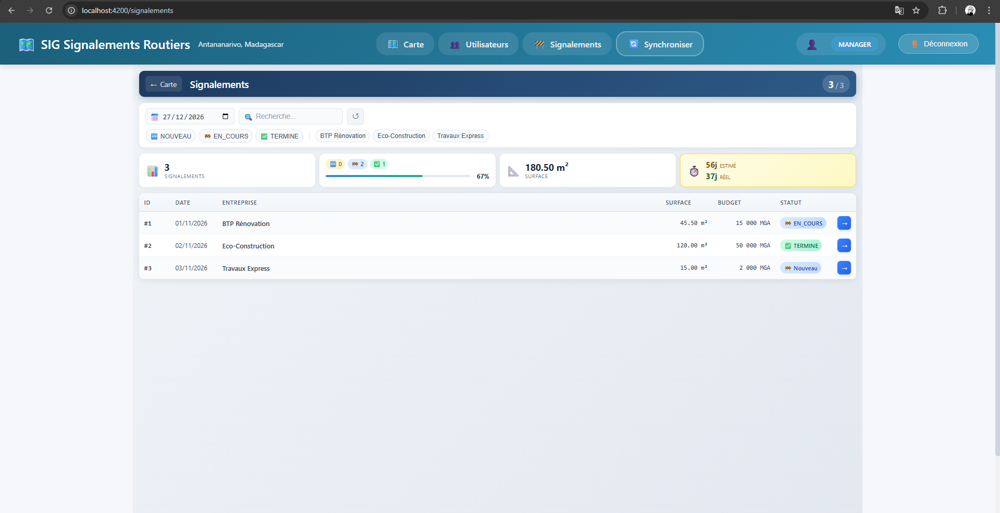 localhost:4200/signalements
SIG Signalements Routiers Antananarivo, Madagascar Carte Utilisateurs Signalements Synchroniser MANAGER Déconnexion
← Carte Signalements 3 / 3
27/12/2026 Recherche...
NOUVEAU EN_COURS TERMINE BTP Rénovation Eco-Construction Travaux Express
3
SIGNALEMENTS
0 2 1
67%
180.50 m²
SURFACE
56j ESTIMÉ
37j RÉEL
ID DATE ENTREPRISE SURFACE BUDGET STATUT
#1 01/11/2026 BTP Rénovation 45.50 m² 15 000 MGA EN_COURS →
#2 02/11/2026 Eco-Construction 120.00 m² 50 000 MGA TERMINE →
#3 03/11/2026 Travaux Express 15.00 m² 2 000 MGA Nouveau →